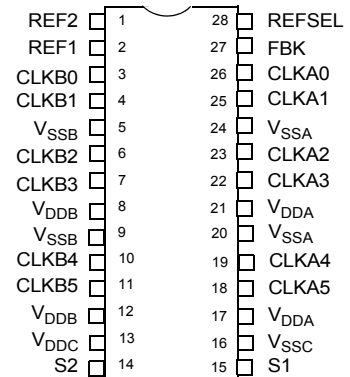 REF2 1 28 REFSEL
REF1 2 27 FBK
CLKB0 3 26 CLKA0
CLKB1 4 25 CLKA1
VSSB 5 24 VSSA
CLKB2 6 23 CLKA2
CLKB3 7 22 CLKA3
VDDB 8 21 VDDA
VSSB 9 20 VSSA
CLKB4 10 19 CLKA4
CLKB5 11 18 CLKA5
VDDB 12 17 VDDA
VDDC 13 16 VSSC
S2 14 15 S1